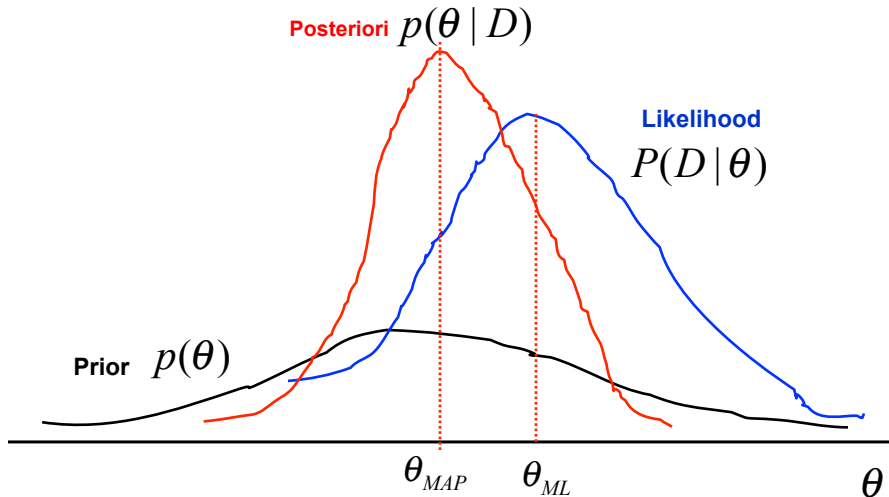 Posteriori p(θ | D)
Likelihood
P(D | θ)
Prior p(θ)
θ_MAP
θ_ML
θ